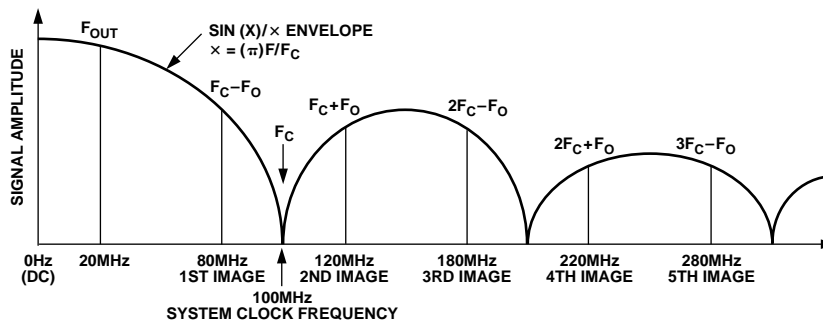 SIGNAL AMPLITUDE
F_OUT
SIN (X)/× ENVELOPE
× = (π)F/F_C
F_C–F_O
F_C
F_C+F_O
2F_C–F_O
2F_C+F_O
3F_C–F_O
0Hz
(DC)
20MHz
80MHz
1ST IMAGE
120MHz
2ND IMAGE
180MHz
3RD IMAGE
220MHz
4TH IMAGE
280MHz
5TH IMAGE
100MHz
SYSTEM CLOCK FREQUENCY